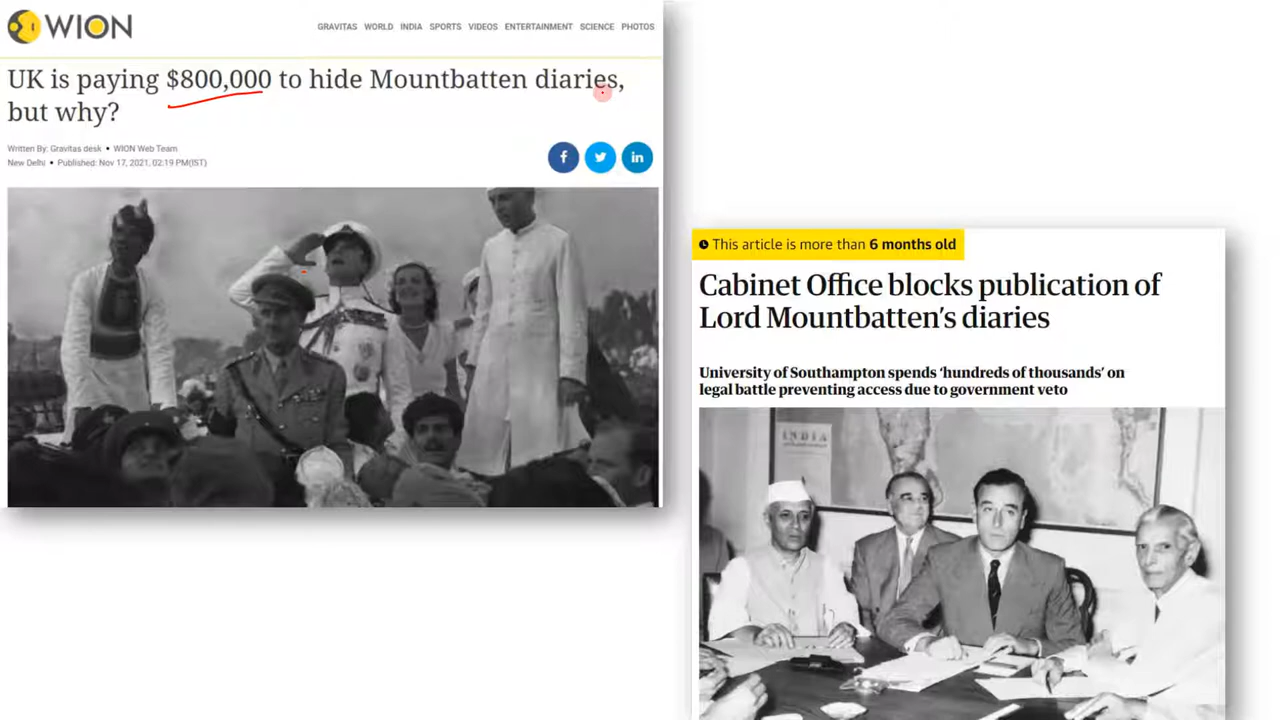 WION
GRAVITAS WORLD INDIA SPORTS VIDEOS ENTERTAINMENT SCIENCE PHOTOS
UK is paying $800,000 to hide Mountbatten diaries,
but why?
Written By: Gravitas desk • WION Web Team
New Delhi • Published: Nov 17, 2021, 02:19 PM(IST)
This article is more than 6 months old
Cabinet Office blocks publication of
Lord Mountbatten's diaries
University of Southampton spends ‘hundreds of thousands’ on
legal battle preventing access due to government veto
INDIA